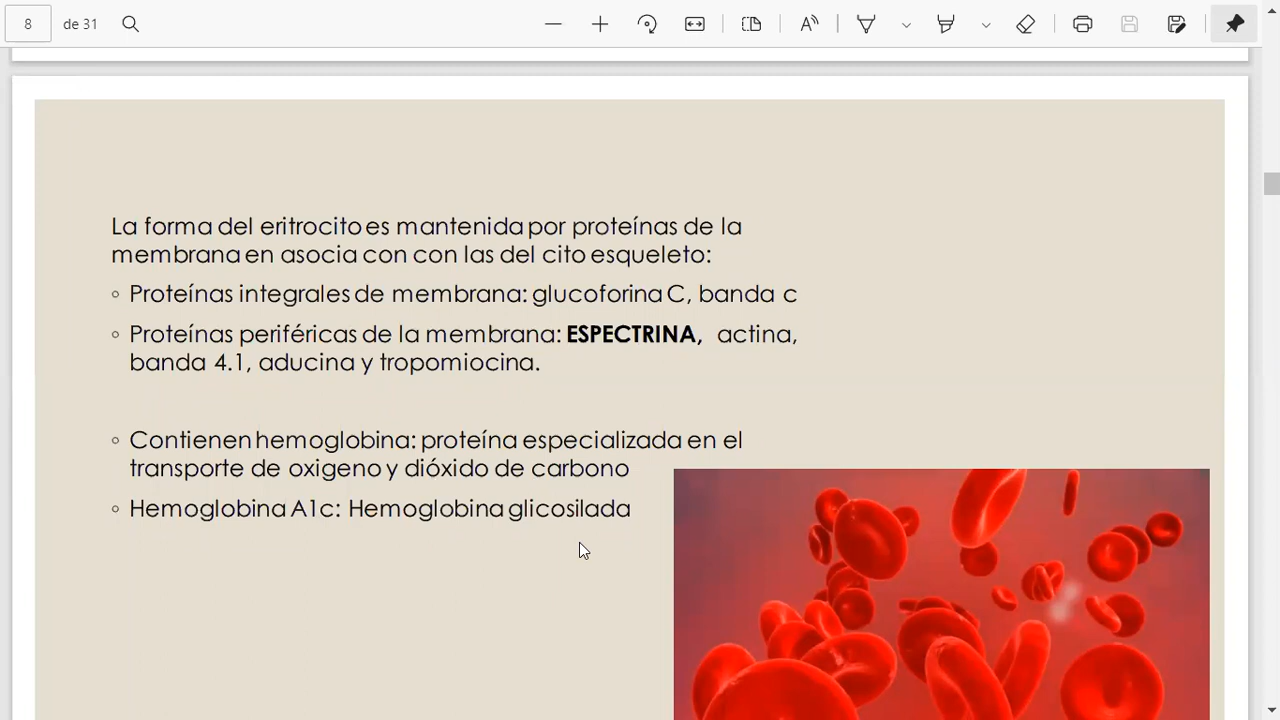 8 de 31
La forma del eritrocito es mantenida por proteínas de la
membrana en asocia con con las del cito esqueleto:
◦ Proteínas integrales de membrana: glucoforina C, banda c
◦ Proteínas periféricas de la membrana: ESPECTRINA, actina,
banda 4.1, aducina y tropomiocina.
◦ Contienen hemoglobina: proteína especializada en el
transporte de oxigeno y dióxido de carbono
◦ Hemoglobina A1c: Hemoglobina glicosilada